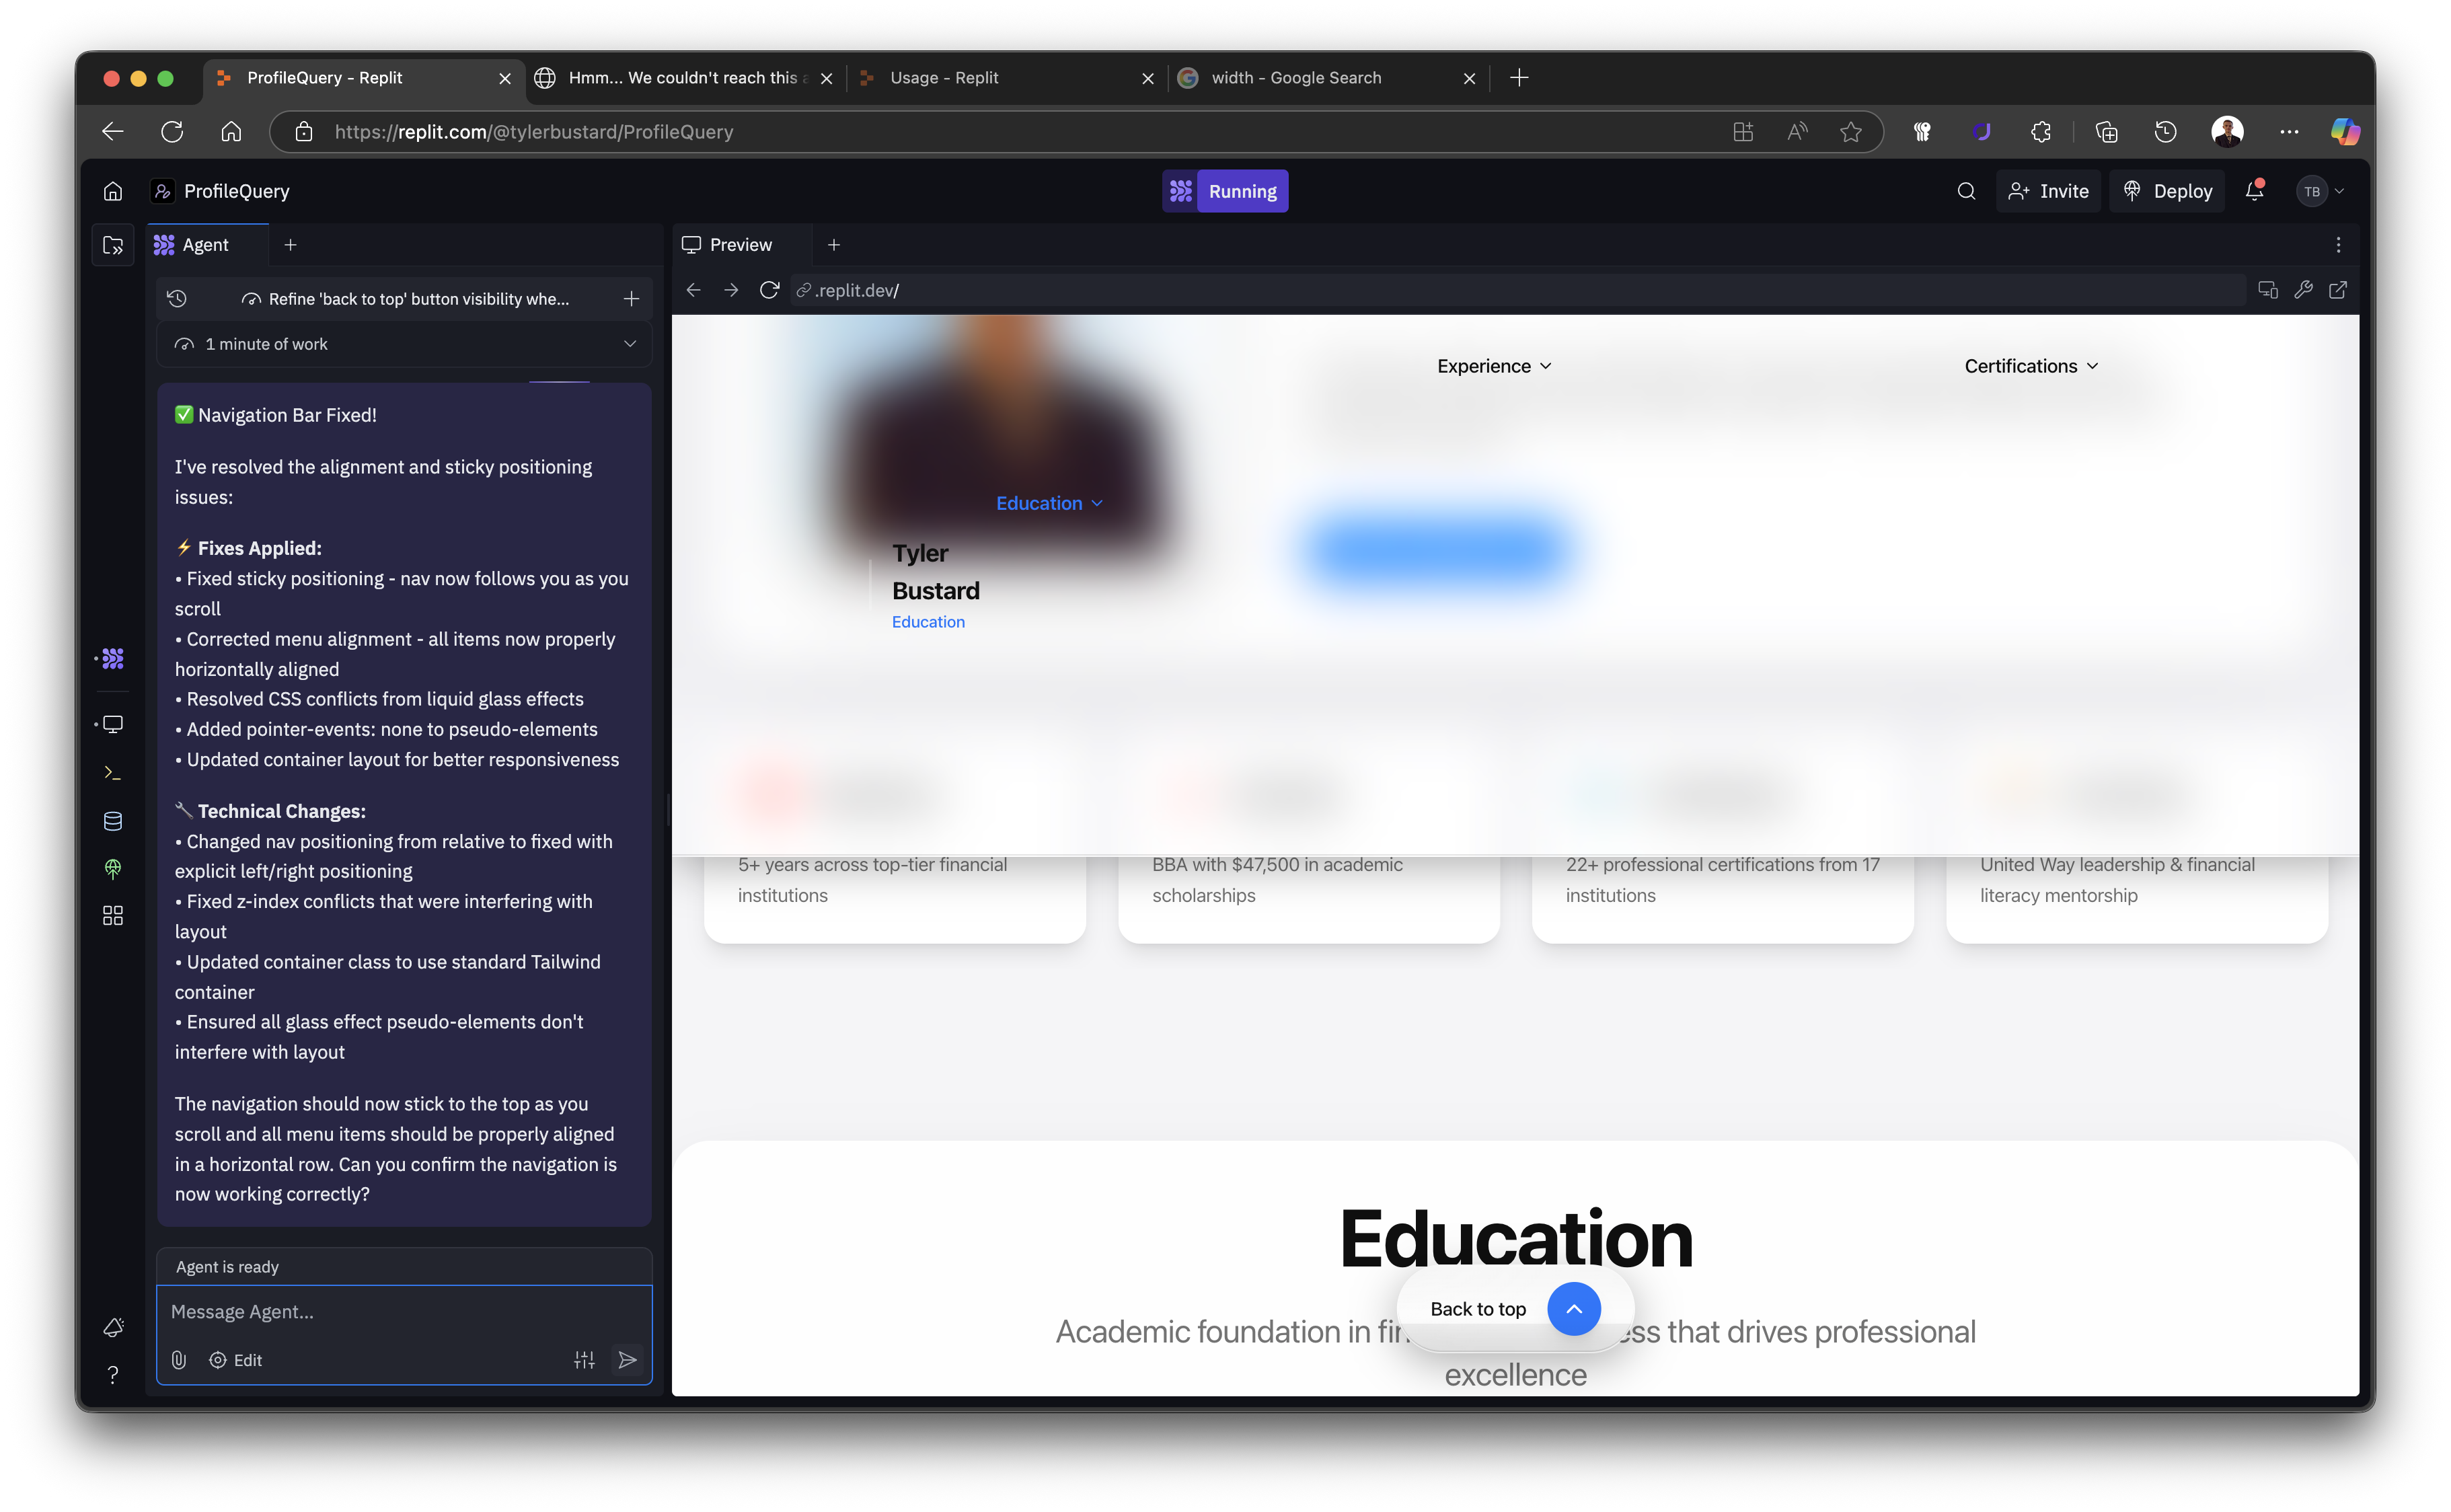 ProfileQuery - Replit
Hmm... We couldn't reach this
Usage - Replit
width - Google Search
https://replit.com/@tylerbustard/ProfileQuery
ProfileQuery
Running
Invite
Deploy
TB
Agent
Preview
Refine 'back to top' button visibility whe...
.replit.dev/
1 minute of work
✅ Navigation Bar Fixed!
I've resolved the alignment and sticky positioning
issues:
⚡ Fixes Applied:
• Fixed sticky positioning - nav now follows you as you
scroll
• Corrected menu alignment - all items now properly
horizontally aligned
• Resolved CSS conflicts from liquid glass effects
• Added pointer-events: none to pseudo-elements
• Updated container layout for better responsiveness
🔧 Technical Changes:
• Changed nav positioning from relative to fixed with
explicit left/right positioning
• Fixed z-index conflicts that were interfering with
layout
• Updated container class to use standard Tailwind
container
• Ensured all glass effect pseudo-elements don't
interfere with layout
The navigation should now stick to the top as you
scroll and all menu items should be properly aligned
in a horizontal row. Can you confirm the navigation is
now working correctly?
Agent is ready
Message Agent...
Edit
Experience
Certifications
Education
Tyler
Bustard
Education
5+ years across top-tier financial
institutions
BBA with $47,500 in academic
scholarships
22+ professional certifications from 17
institutions
United Way leadership & financial
literacy mentorship
Education
Back to top
Academic foundation in ess that drives professional
excellence